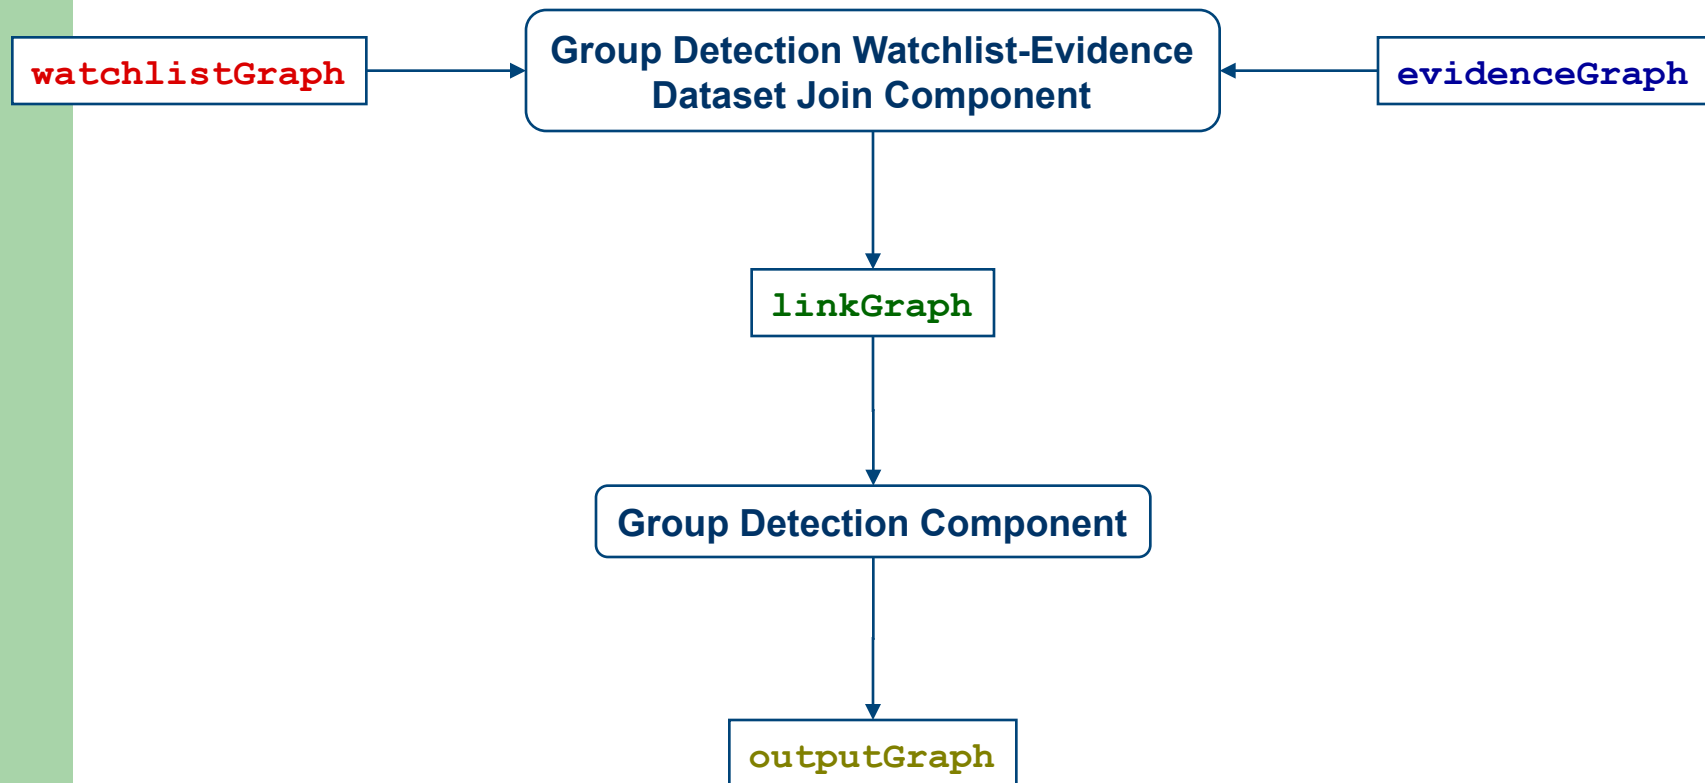 watchlistGraph
Group Detection Watchlist-Evidence
Dataset Join Component
evidenceGraph
linkGraph
Group Detection Component
outputGraph